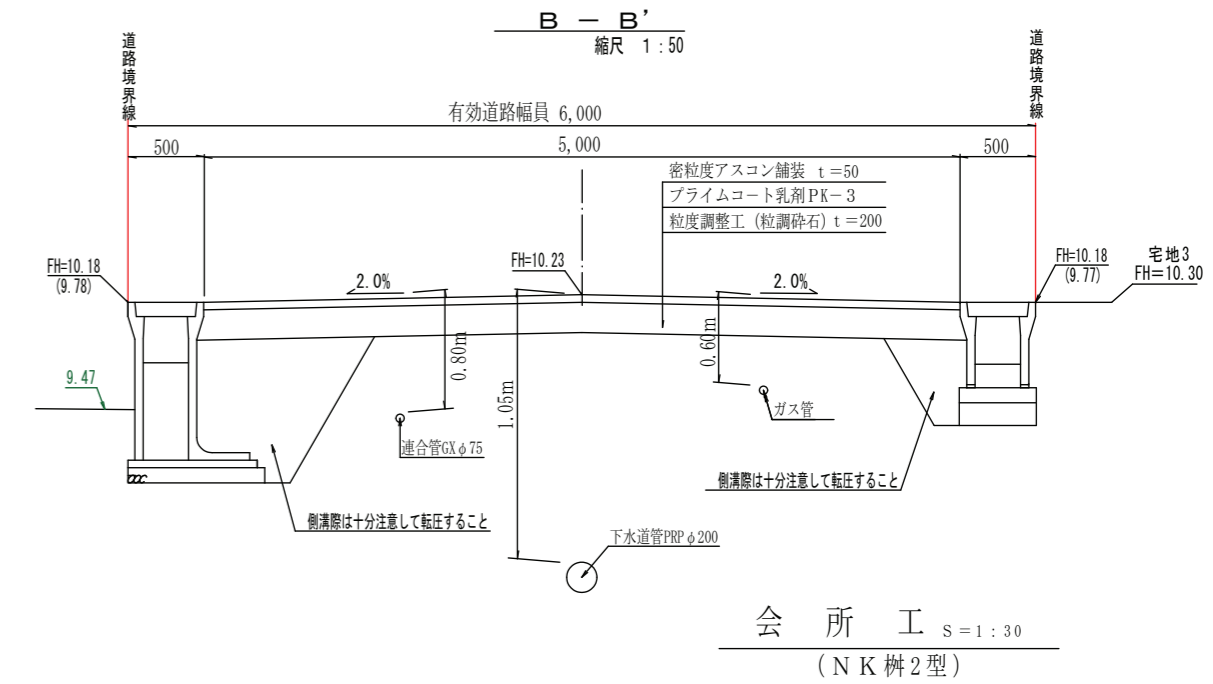 B － B’
縮尺 1：50
道路境界線
道路境界線
有効道路幅員 6,000
500
5,000
500
密粒度アスコン舗装 t＝50
プライムコート乳剤PK－3
粒度調整工（粒調砕石）t＝200
FH=10.18
(9.78)
2.0%
FH=10.23
2.0%
FH=10.18
(9.77)
宅地3
FH＝10.30
0.80m
1.05m
0.60m
9.47
連合管GXφ75
ガス管
側溝際は十分注意して転圧すること
側溝際は十分注意して転圧すること
下水道管PRPφ200
会所工 S＝1：30
（NK桝2型）